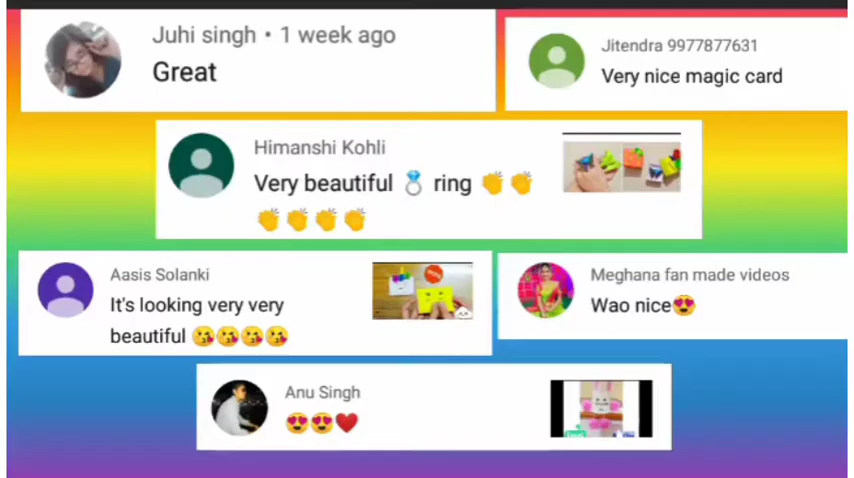 Juhi singh • 1 week ago
Great
Jitendra 9977877631
Very nice magic card
Himanshi Kohli
Very beautiful 💍 ring 👏👏
👏👏👏👏
Aasis Solanki
It's looking very very
beautiful 😘😘😘😘
Meghana fan made videos
Wao nice😍
Anu Singh
😍😍❤️